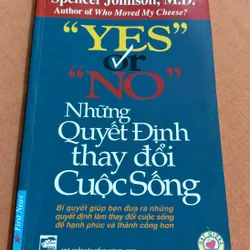 Spencer Johnson, M.D.
Author of Who Moved My Cheese?
"YES"
or
"NO"
Những
Quyết Định
thay đổi
Cuộc Sống
Bí quyết giúp bạn đưa ra những
quyết định làm thay đổi cuộc sống
để hạnh phúc và thành công hơn
First News